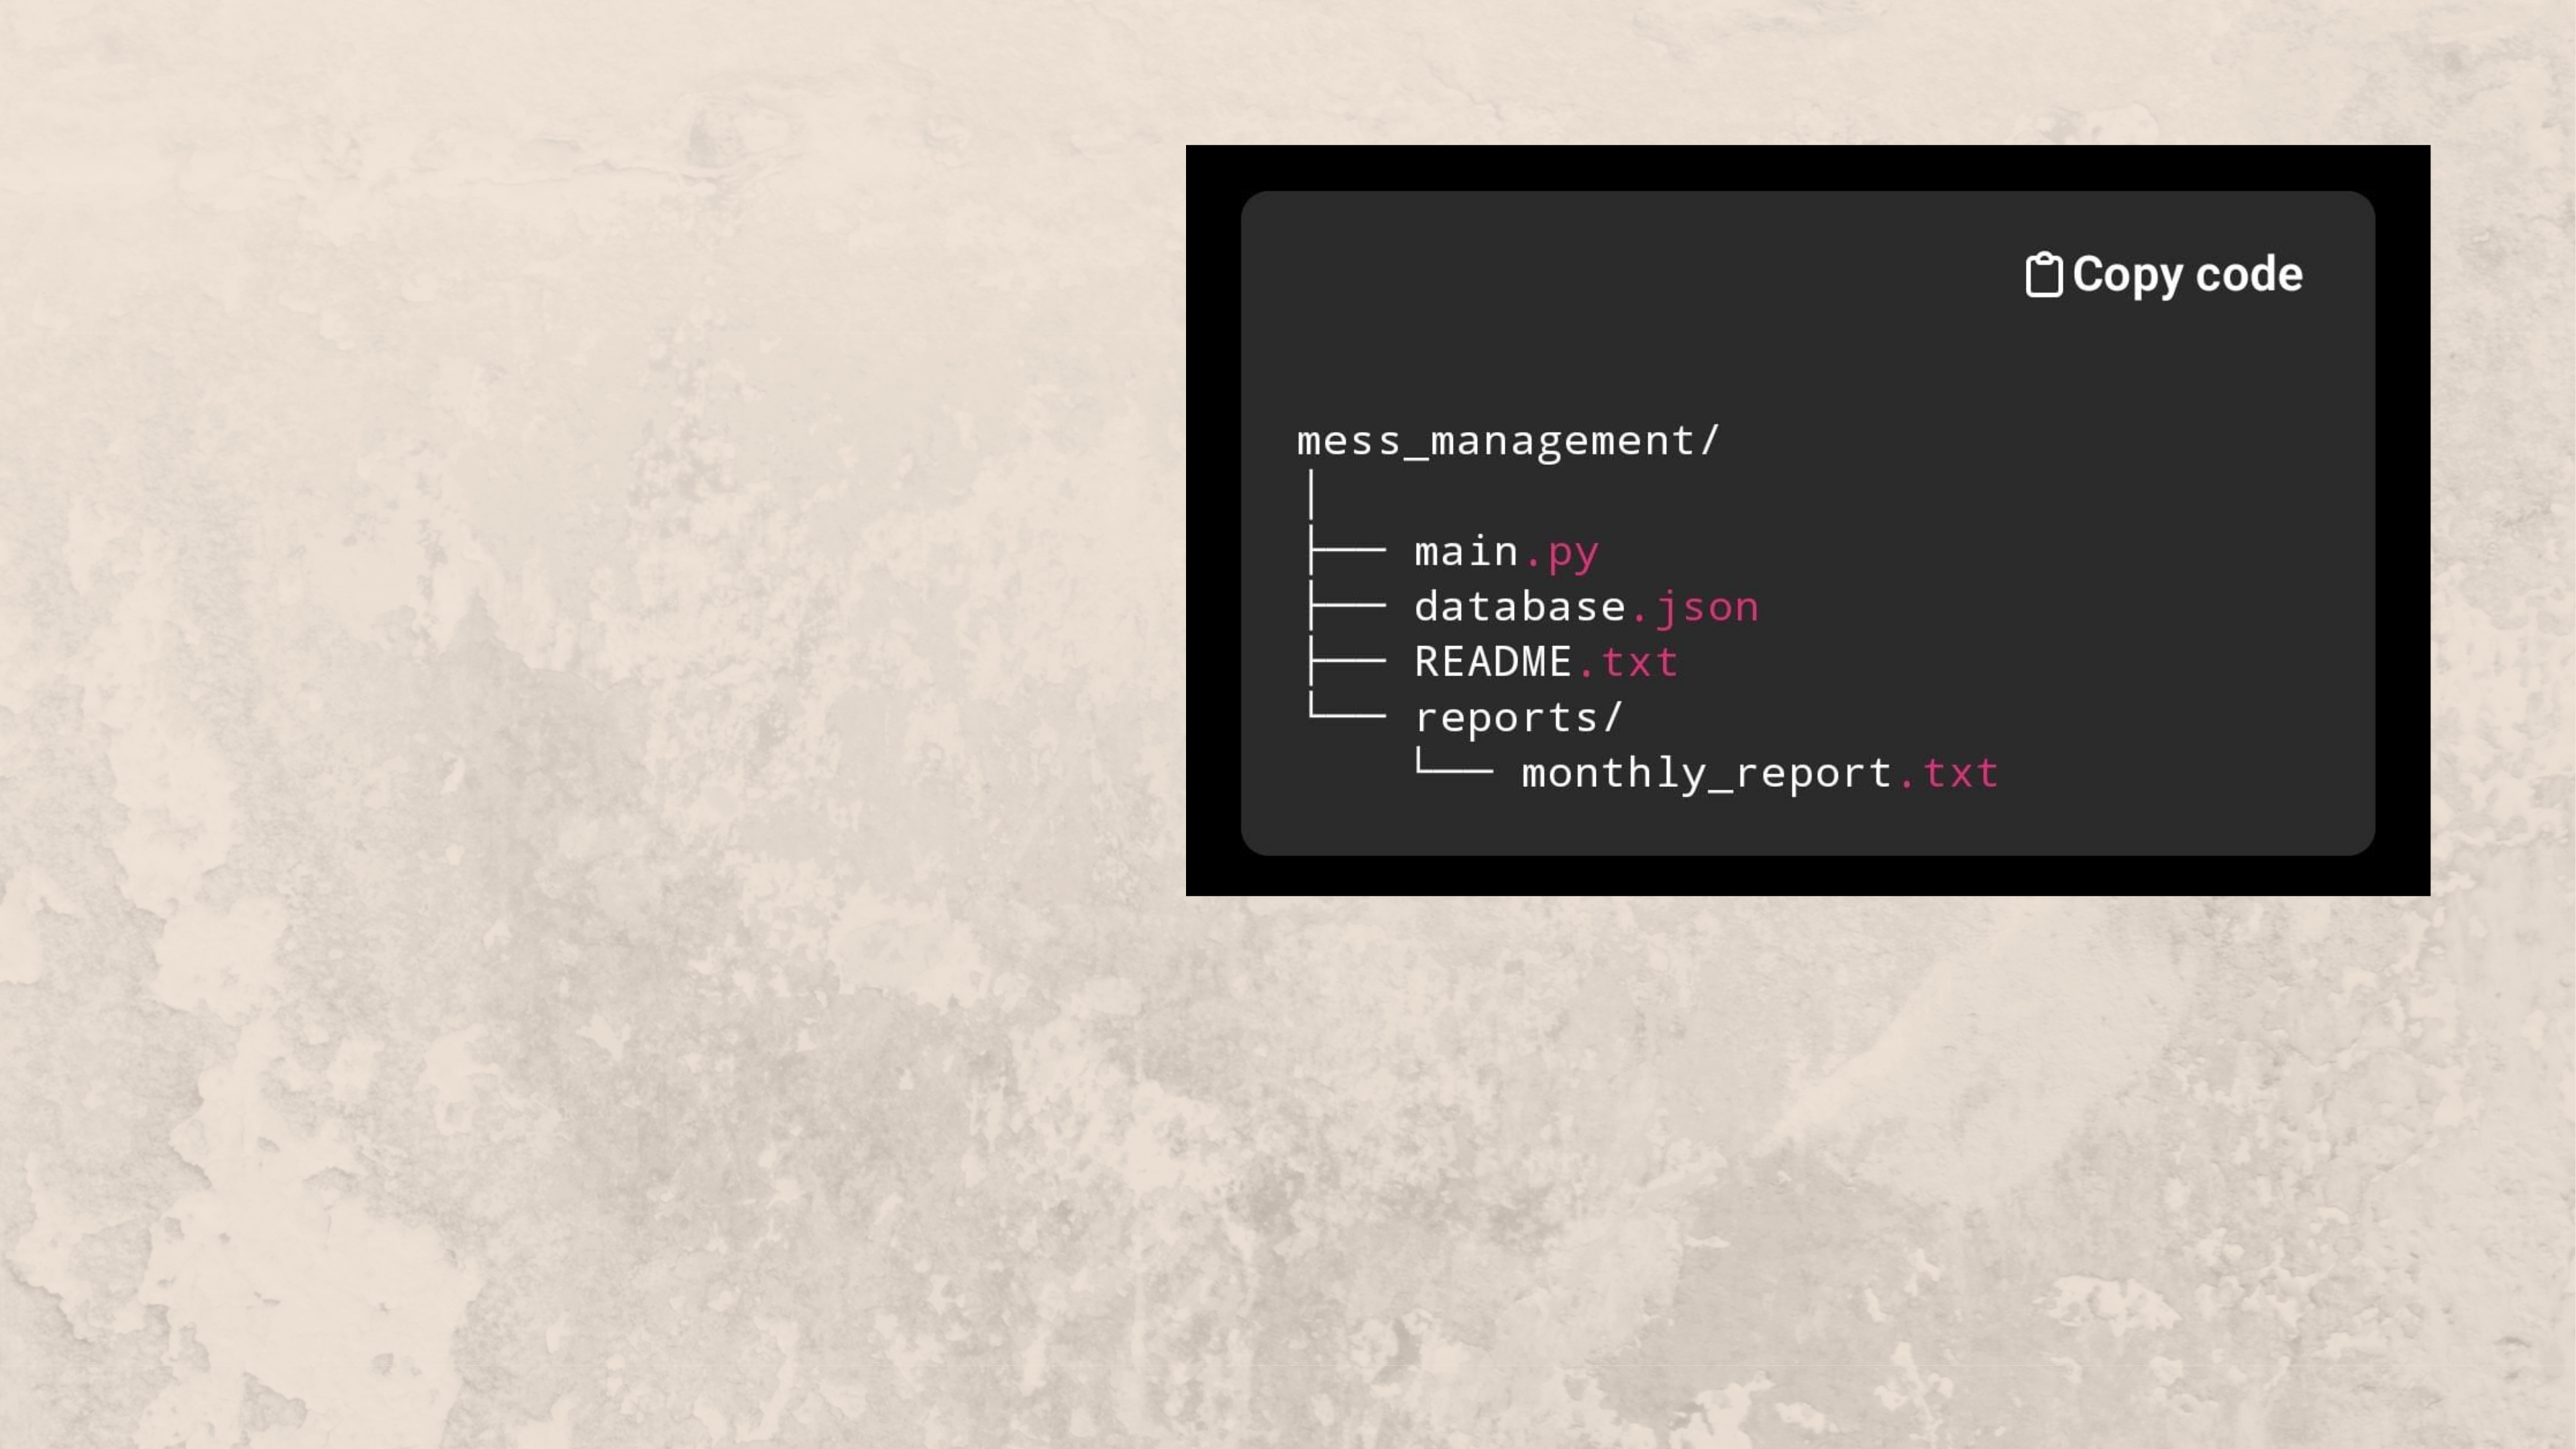 Copy code
mess_management/
│
├── main.py
├── database.json
├── README.txt
└── reports/
    └── monthly_report.txt